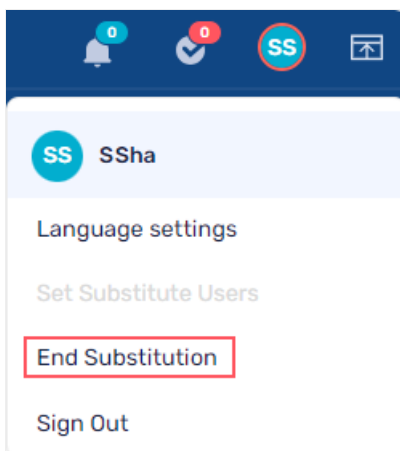 0 0 SS
SS SSha
Language settings
Set Substitute Users
End Substitution
Sign Out